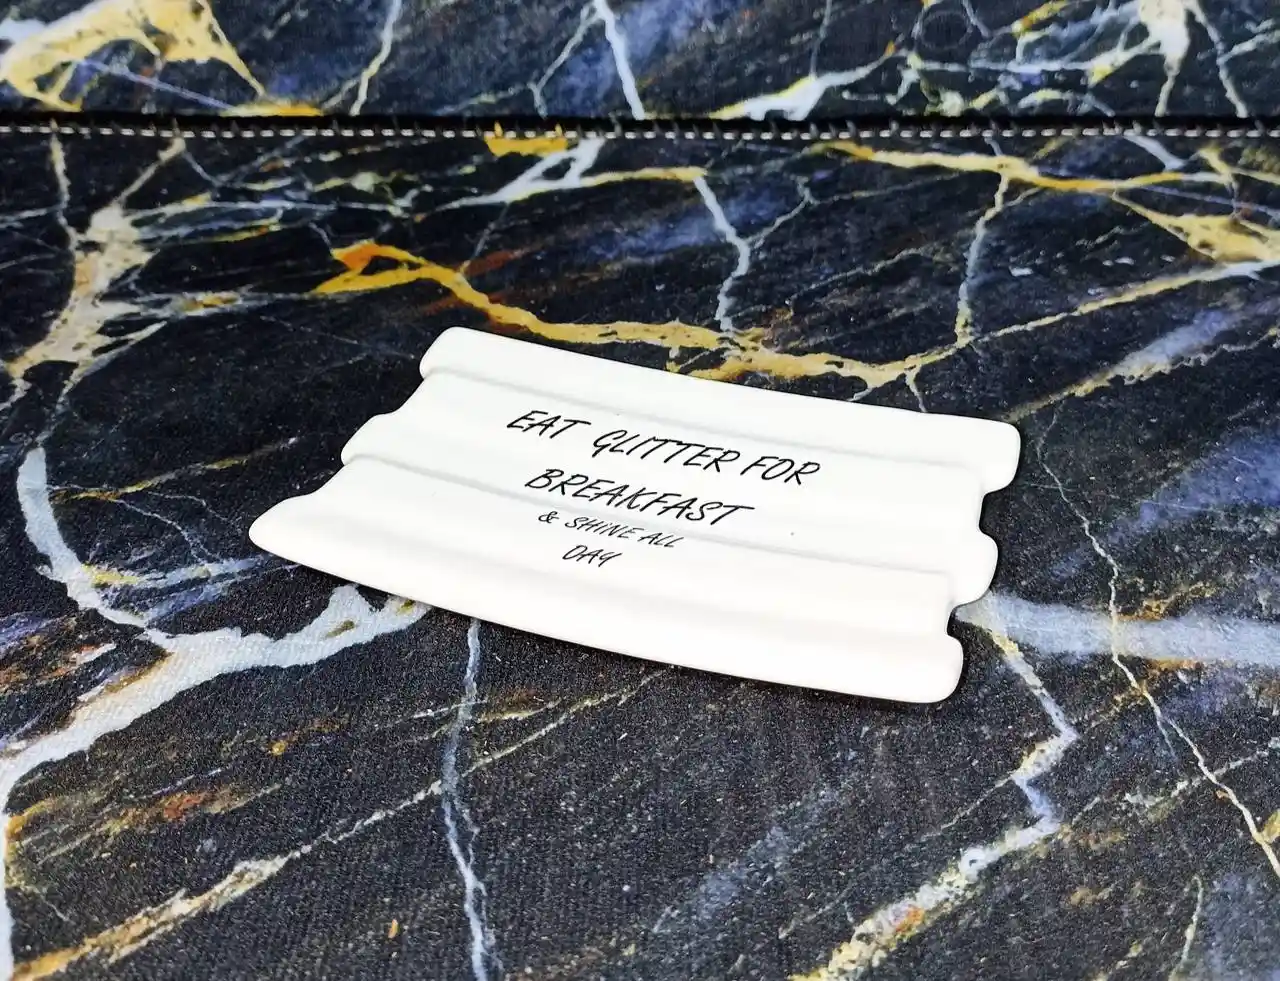 EAT GLITTER FOR
BREAKFAST
& SHINE ALL
DAY